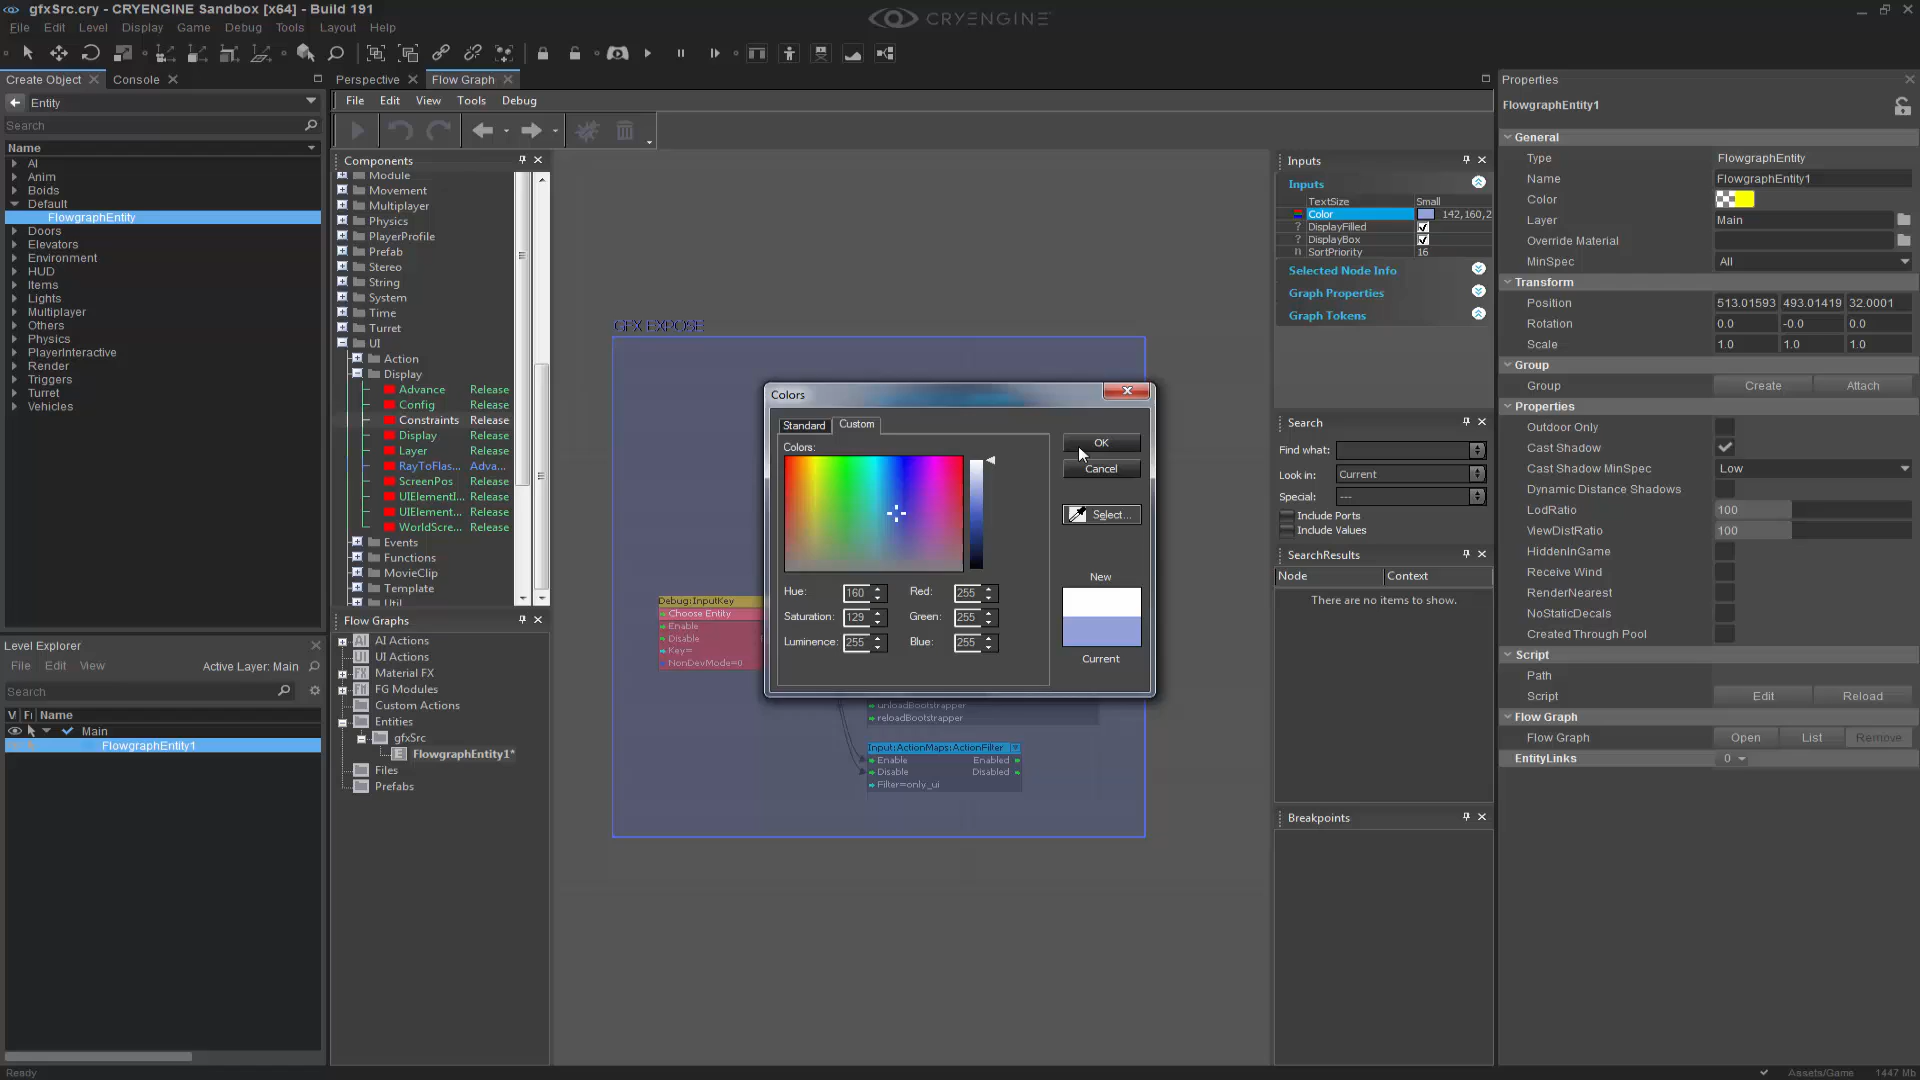 gfxSrc.cry - CRYENGINE Sandbox [x64] - Build 191
CRYENGINE
File Edit Level Display Game Debug Tools Layout Help
Create Object Console
Entity
Search
Name
AI
Anim
Boids
Default
FlowgraphEntity
Doors
Elevators
Environment
HUD
Items
Lights
Multiplayer
Others
Physics
PlayerInteractive
Render
Triggers
Turret
Vehicles
Level Explorer
File Edit View Active Layer: Main
Search
V Fi Name
Main
FlowgraphEntity1
Ready
Perspective Flow Graph
File Edit View Tools Debug
Components
Module
Movement
Multiplayer
Physics
PlayerProfile
Prefab
Stereo
String
System
Time
Turret
UI
Action
Display
Advance Release
Config Release
Constraints Release
Display Release
Layer Release
RayToFlas... Adva...
ScreenPos Release
UIElementI... Release
UIElement... Release
WorldScre... Release
Events
Functions
MovieClip
Template
Util
Flow Graphs
AI Actions
UI Actions
Material FX
FG Modules
Custom Actions
Entities
gfxSrc
FlowgraphEntity1*
Files
Prefabs
GFX EXPOSE
Debug:InputKey
Choose Entity
Enable
Disable
Key=
NonDevMode=0
unloadBootstrapper
reloadBootstrapper
Input:ActionMaps:ActionFilter
Enable Enabled
Disable Disabled
Filter=only_ui
Colors
Standard Custom
Colors:
OK
Cancel
Select...
New
Current
Hue: 160 Red: 255
Saturation: 129 Green: 255
Luminence: 255 Blue: 255
Inputs
Inputs
TextSize Small
Color 142,160,2
DisplayFilled
DisplayBox
SortPriority 16
Selected Node Info
Graph Properties
Graph Tokens
Search
Find what:
Look in: Current
Special: ---
Include Ports
Include Values
SearchResults
Node Context
There are no items to show.
Breakpoints
Properties
FlowgraphEntity1
General
Type FlowgraphEntity
Name FlowgraphEntity1
Color
Layer Main
Override Material
MinSpec All
Transform
Position 513.01593 493.01419 32.0001
Rotation 0.0 -0.0 0.0
Scale 1.0 1.0 1.0
Group
Group Create Attach
Properties
Outdoor Only
Cast Shadow
Cast Shadow MinSpec Low
Dynamic Distance Shadows
LodRatio 100
ViewDistRatio 100
HiddenInGame
Receive Wind
RenderNearest
NoStaticDecals
Created Through Pool
Script
Path
Script Edit Reload
Flow Graph
Flow Graph Open List Remove
EntityLinks 0
Assets/Game 1447 Mb